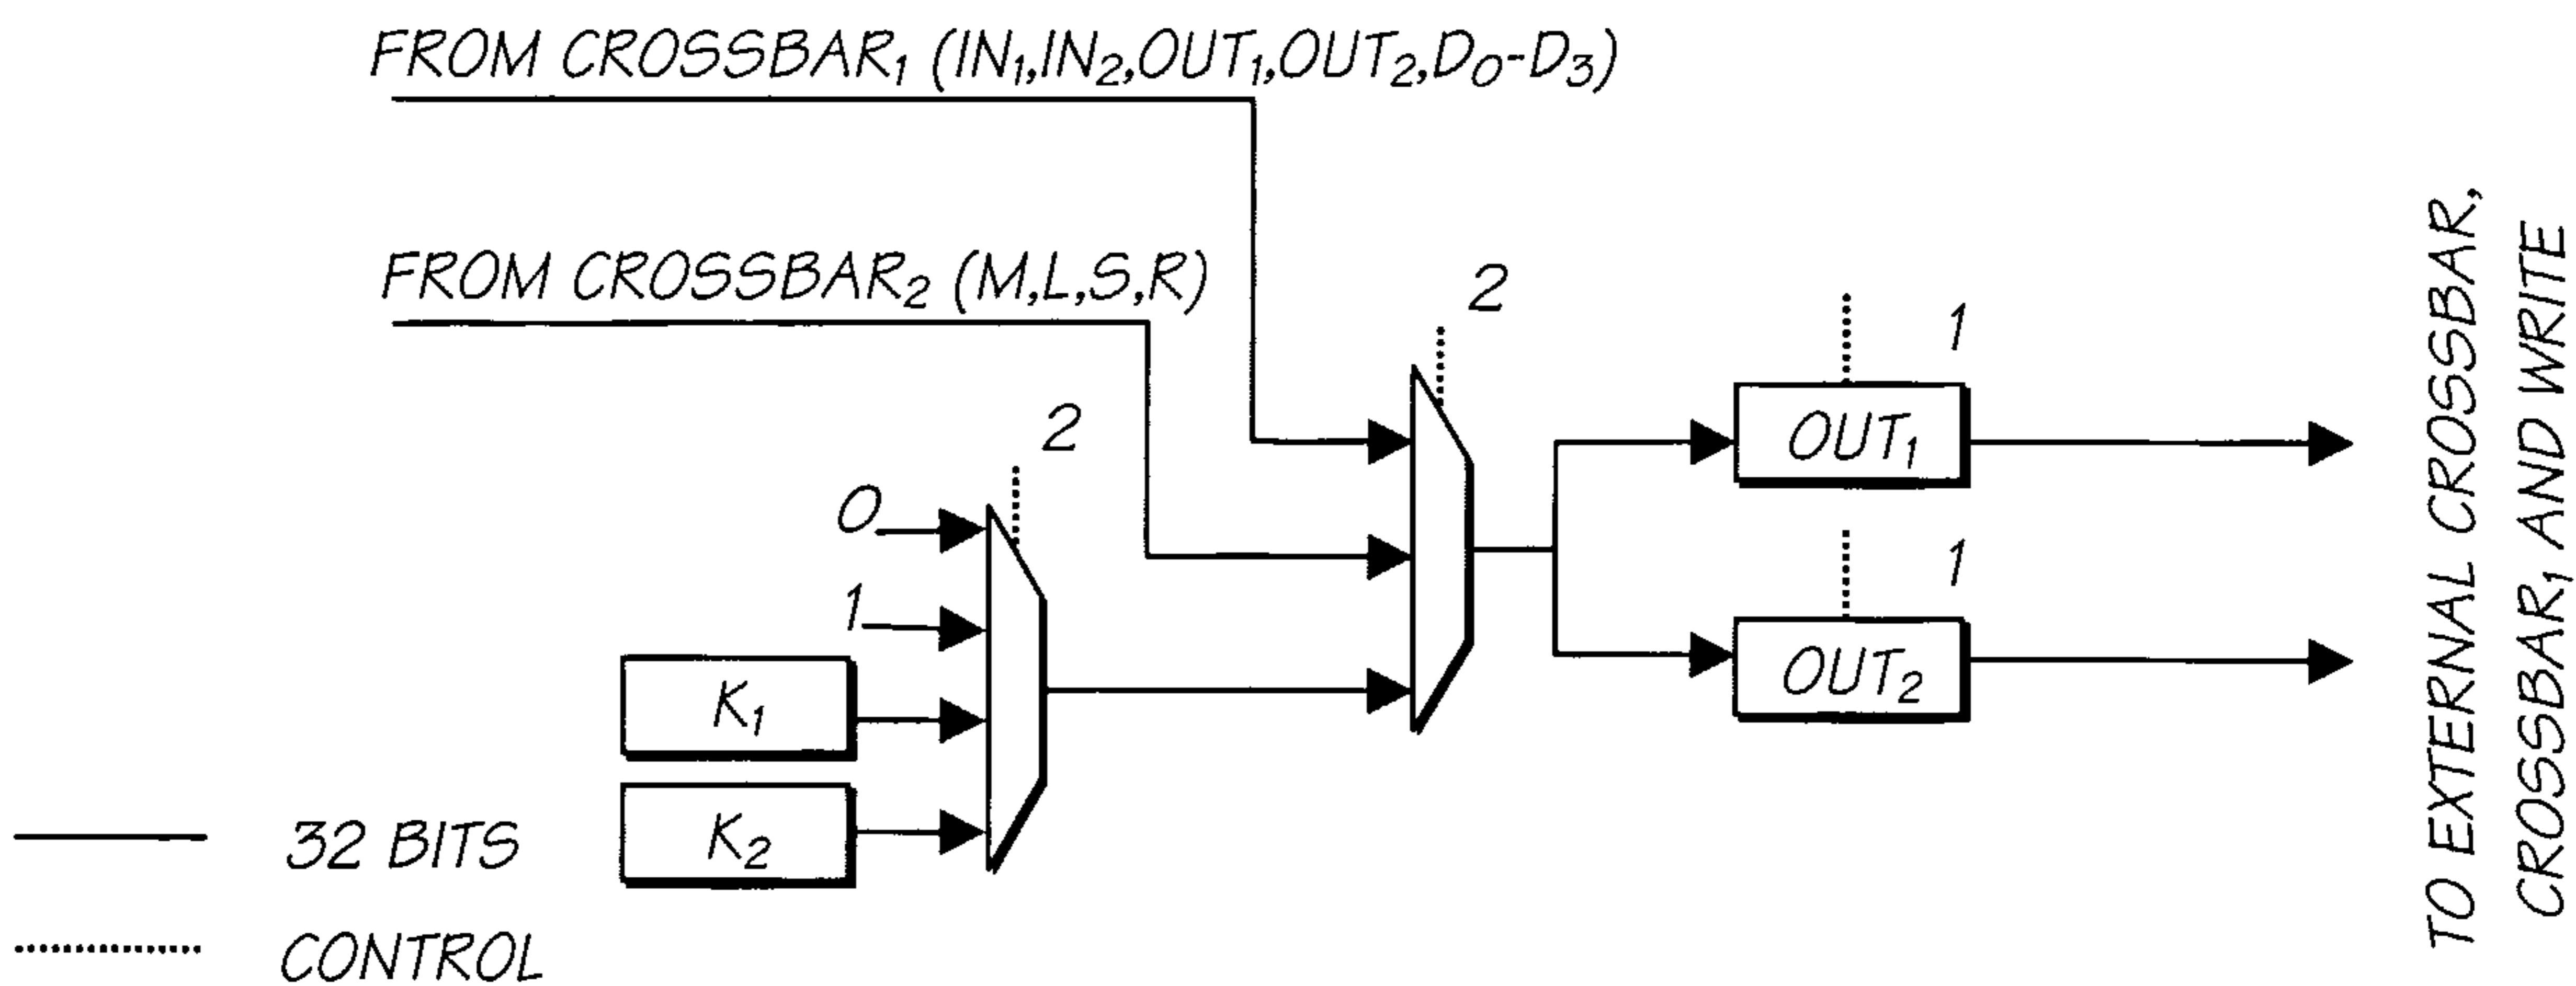 FROM CROSSBAR₁ (IN₁,IN₂,OUT₁,OUT₂,D₀-D₃)
FROM CROSSBAR₂ (M,L,S,R)
2
2
1
OUT₁
0
1
1
OUT₂
K₁
K₂
32 BITS
CONTROL
TO EXTERNAL CROSSBAR,
CROSSBAR₁ AND WRITE